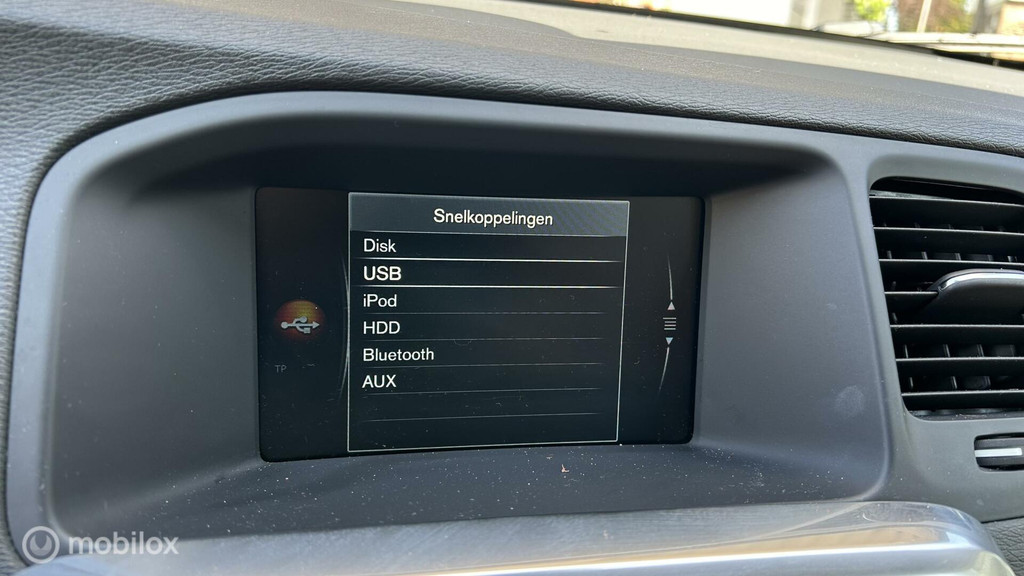 Snelkoppelingen
Disk
USB
iPod
HDD
Bluetooth
AUX
TP
mobilox